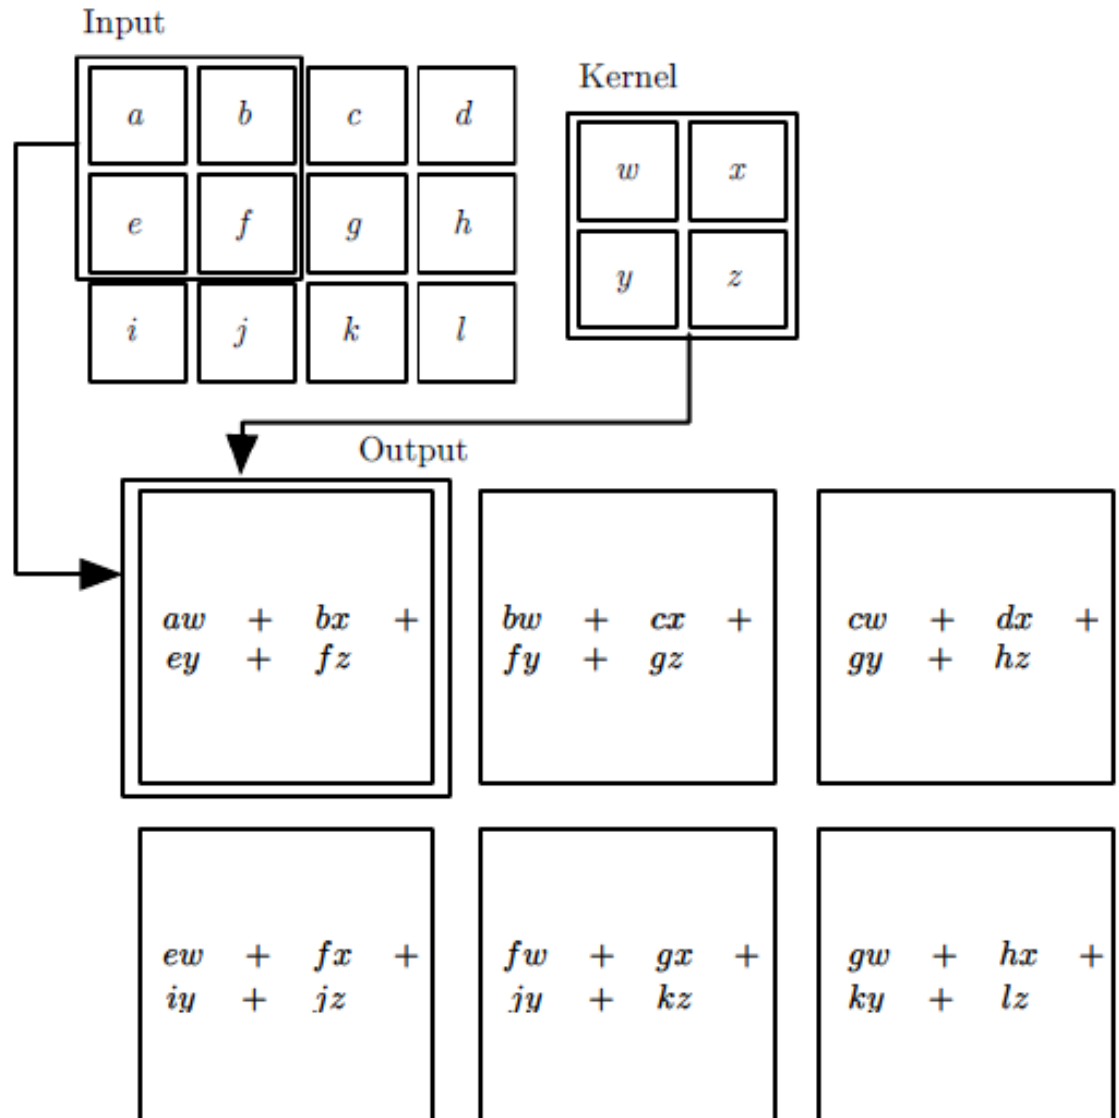 Input
Kernel
a b c d
e f g h
i j k l
w x
y z
Output
aw + bx +
ey + fz
bw + cx +
fy + gz
cw + dx +
gy + hz
ew + fx +
iy + jz
fw + gx +
jy + kz
gw + hx +
ky + lz